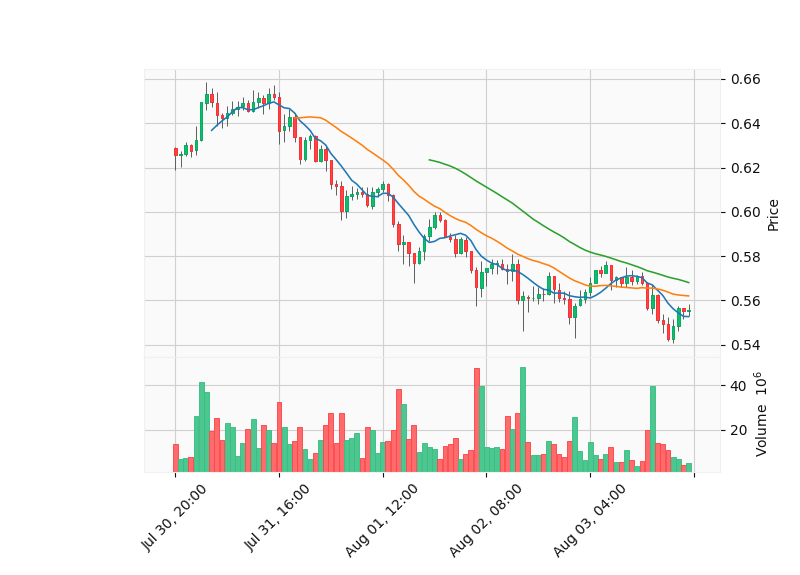 0.66
0.64
0.62
0.60
0.58
0.56
0.54
Price
40
20
Volume 10^6
Jul 30, 20:00
Jul 31, 16:00
Aug 01, 12:00
Aug 02, 08:00
Aug 03, 04:00